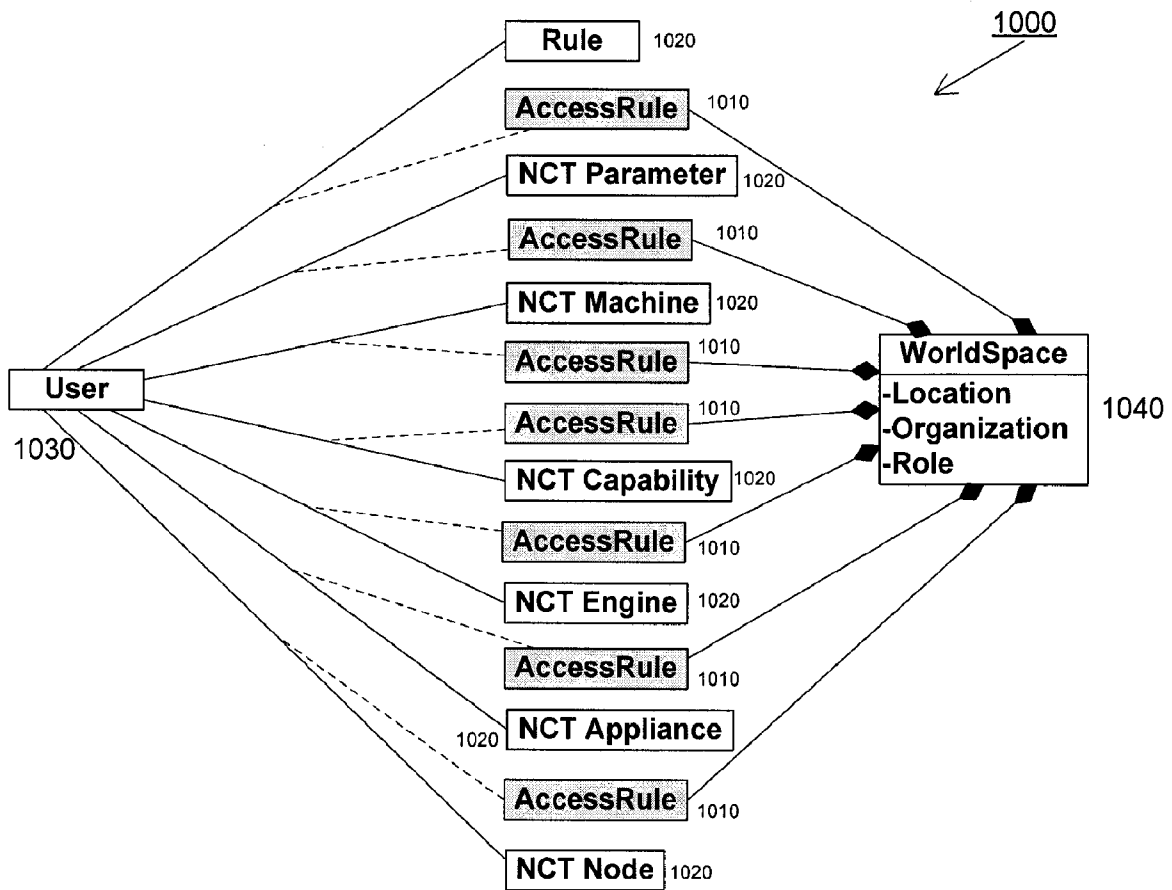 1000
Rule 1020
AccessRule 1010
NCT Parameter 1020
AccessRule 1010
NCT Machine 1020
AccessRule 1010
WorldSpace
-Location
-Organization
-Role
1040
User
1030
AccessRule 1010
NCT Capability 1020
AccessRule 1010
NCT Engine 1020
AccessRule 1010
1020 NCT Appliance
AccessRule 1010
NCT Node 1020